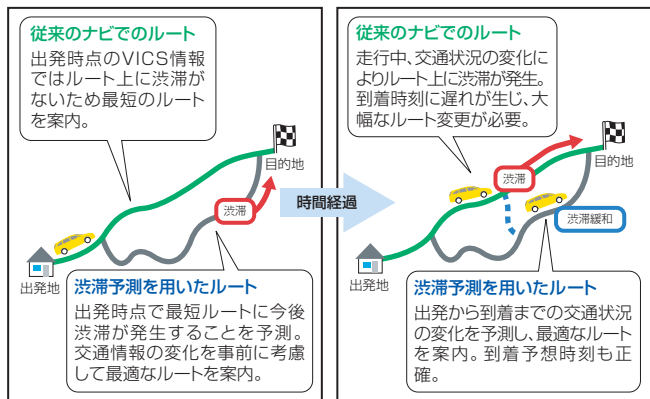 従来のナビでのルート
出発時点のVICS情報
ではルート上に渋滞が
ないため最短のルート
を案内。
目的地
渋滞
出発地
渋滞予測を用いたルート
出発時点で最短ルートに今後
渋滞が発生することを予測。
交通情報の変化を事前に考慮
して最適なルートを案内。
時間経過
従来のナビでのルート
走行中、交通状況の変化に
よりルート上に渋滞が発生。
到着時刻に遅れが生じ、大
幅なルート変更が必要。
目的地
渋滞
渋滞緩和
出発地
渋滞予測を用いたルート
出発から到着までの交通状況
の変化を予測し、最適なルート
を案内。到着予想時刻も正
確。